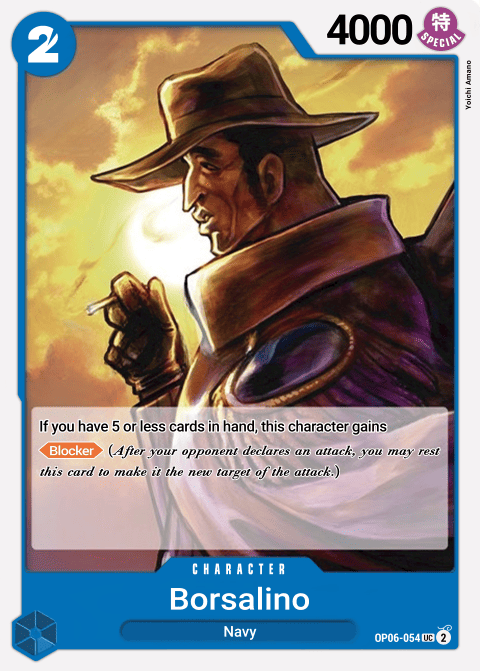 2
4000
特
SPECIAL
Yoichi Amano
If you have 5 or less cards in hand, this character gains
Blocker (After your opponent declares an attack, you may rest
this card to make it the new target of the attack.)
CHARACTER
Borsalino
Navy
OP06-054 UC 2